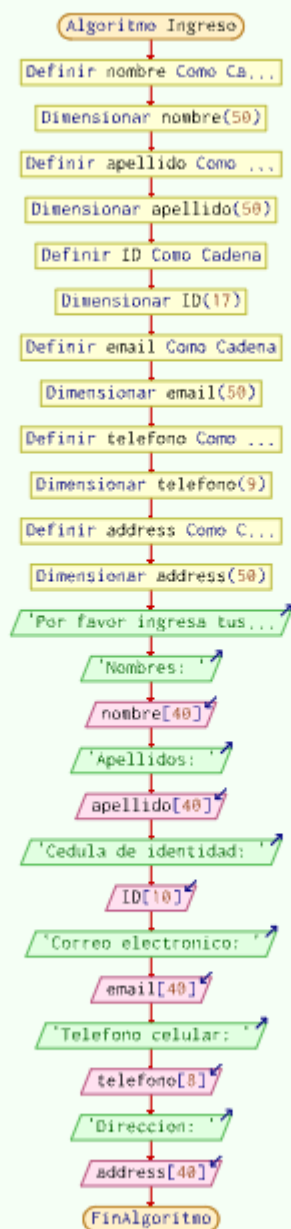 Algoritmo Ingreso
Definir nombre Como Ca...
Dimensionar nombre(50)
Definir apellido Como ...
Dimensionar apellido(50)
Definir ID Como Cadena
Dimensionar ID(17)
Definir email Como Cadena
Dimensionar email(50)
Definir telefono Como ...
Dimensionar telefono(9)
Definir address Como C...
Dimensionar address(50)
'Por favor ingresa tus...
'Nombres: '
nombre[40]
'Apellidos: '
apellido[40]
'Cedula de identidad: '
ID[10]
'Correo electronico: '
email[40]
'Telefono celular: '
telefono[8]
'Direccion: '
address[40]
FinAlgoritmo